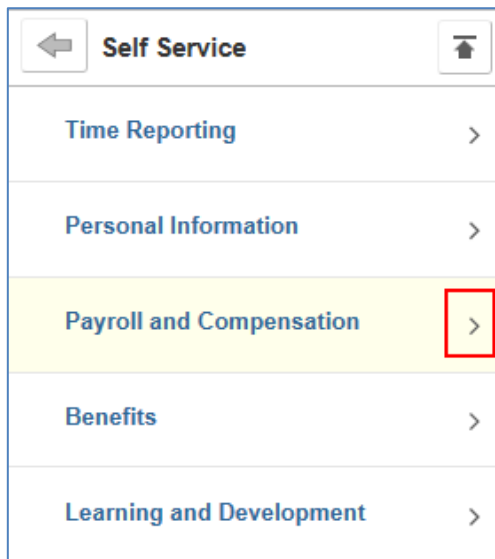 Self Service
Time Reporting
Personal Information
Payroll and Compensation
Benefits
Learning and Development